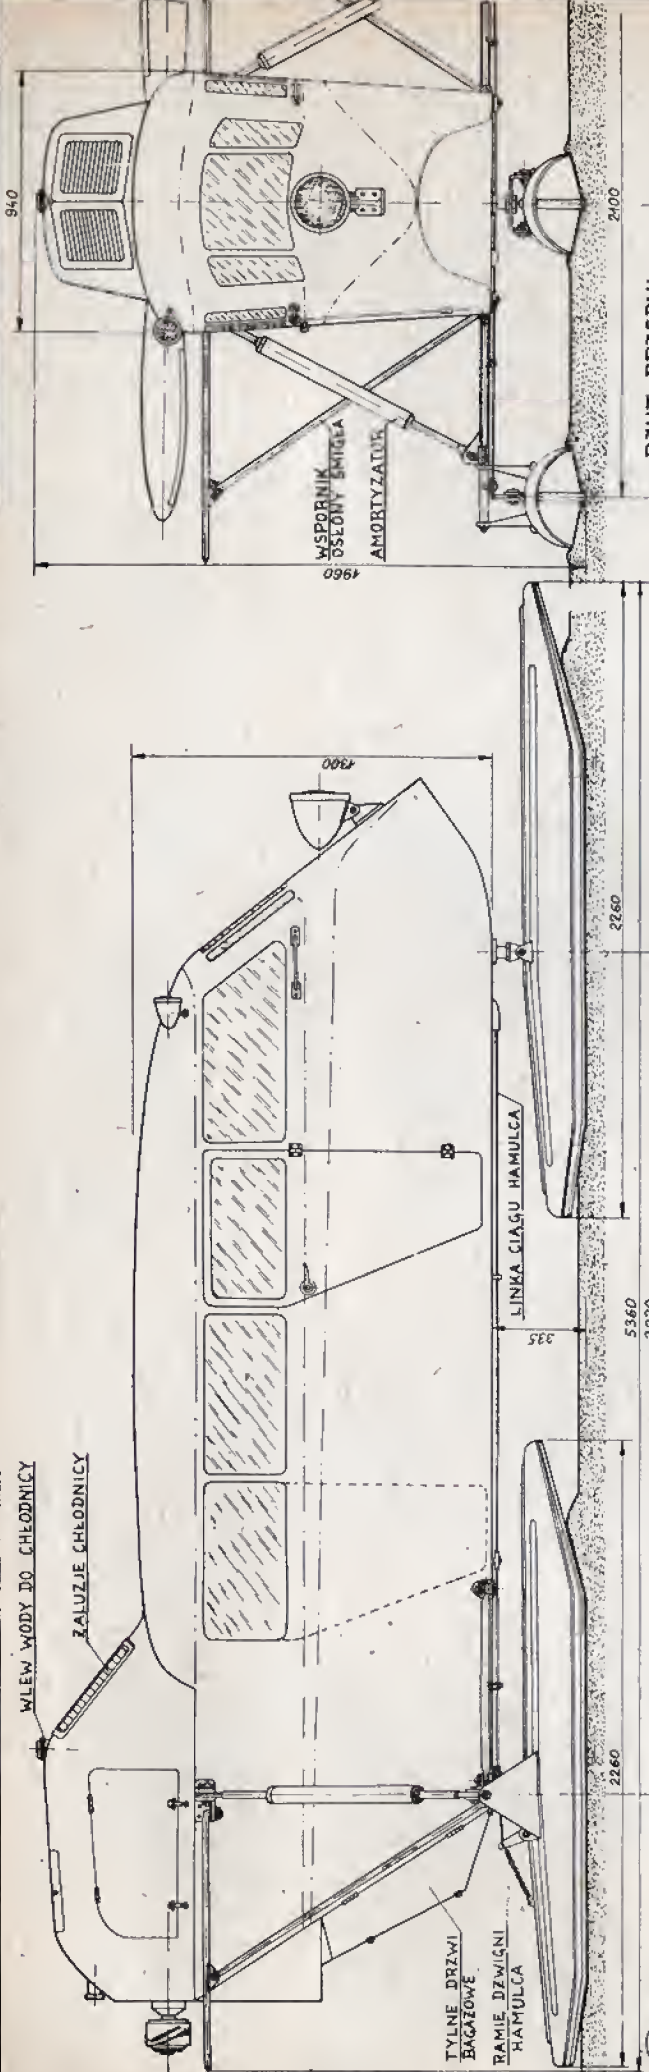 WLEW WODY DO CHŁODNICY
ŻALUZJE CHŁODNICY
TYLNE DRZWI
BAGAŻOWE
RAMIĘ DŹWIGNI
HAMULCA
LINKA CIĄGU HAMULCA
335
1300
2260
2260
5360
WSPORNIK
OSŁONY ŚMIGŁA
AMORTYZATOR
940
1960
2100